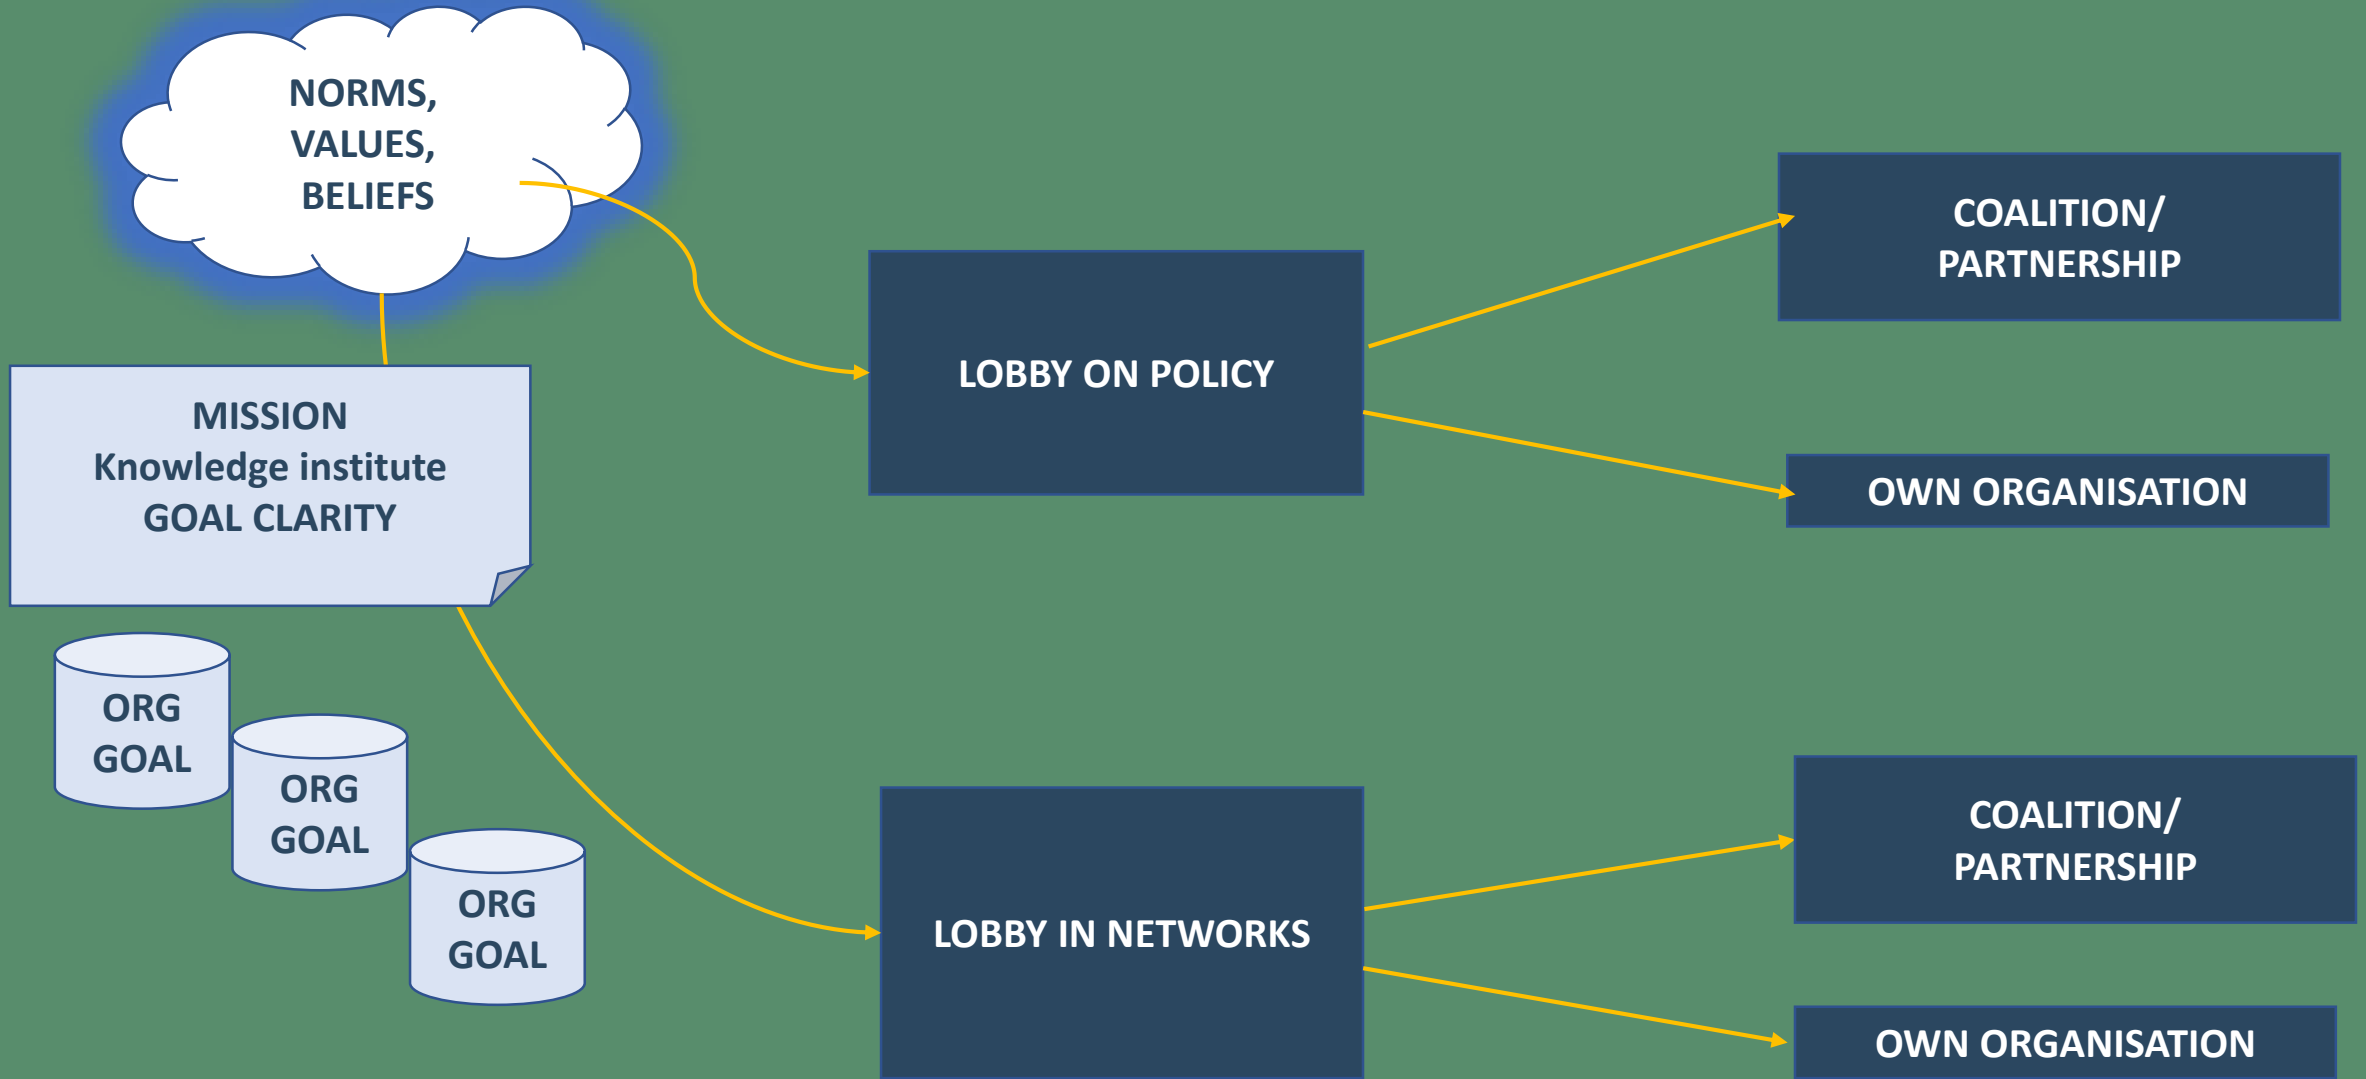 NORMS,
VALUES,
BELIEFS
MISSION
Knowledge institute
GOAL CLARITY
ORG
GOAL
ORG
GOAL
ORG
GOAL
LOBBY ON POLICY
COALITION/
PARTNERSHIP
OWN ORGANISATION
LOBBY IN NETWORKS
COALITION/
PARTNERSHIP
OWN ORGANISATION